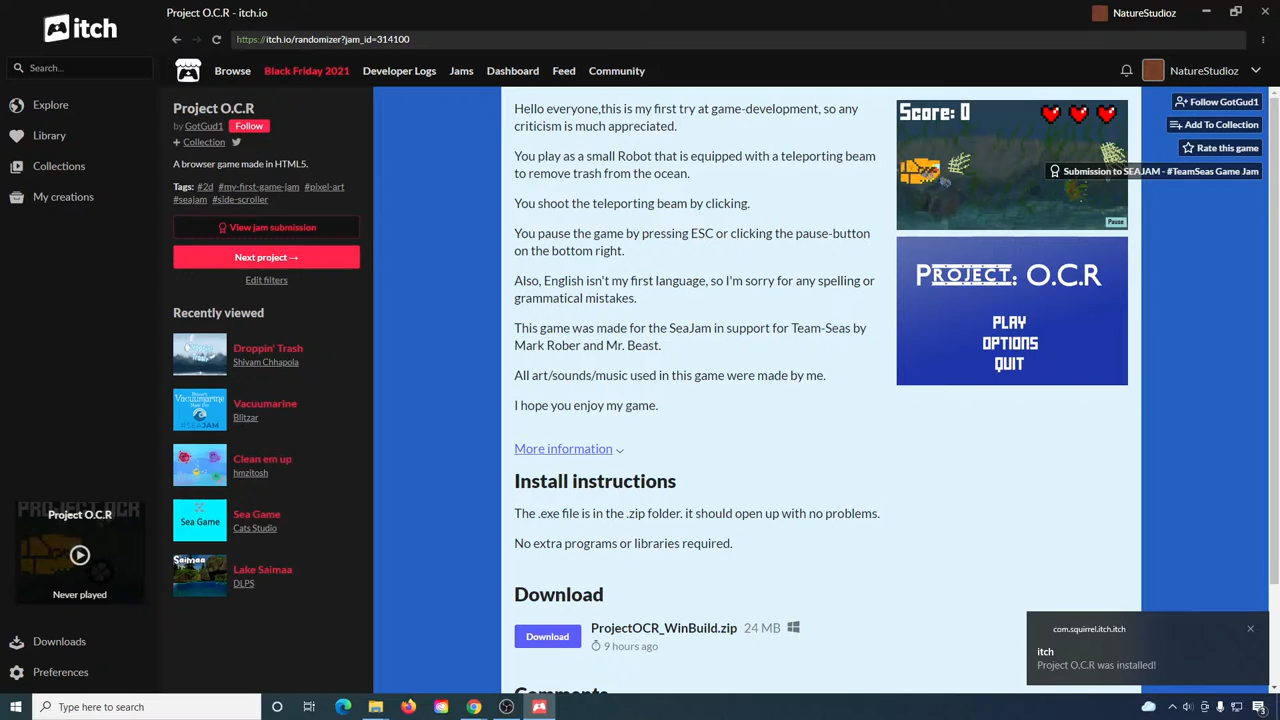 itch
Project O.C.R
https://itch.io/randomizer?jam_id=314100
NatureStudioz
Search...
Browse
Black Friday 2021
Developer Logs
Jams
Dashboard
Feed
Community
NatureStudioz
Explore
Library
Collections
My creations
Project O.C.R
by GotGud1 Follow
Collection
A browser game made in HTML5.
Tags: #2d #my-first-game-jam #pixel-art
#seajam #side-scroller
View jam submission
Next project →
Edit filters
Recently viewed
Droppin' Trash
Shivam Chhapola
Vacuumarine
Blitzar
Vacuumarine
#SEAJAM
Clean em up
hmzitosh
Sea Game
Sea Game
Cats Studio
Saimaa
Lake Saimaa
DLPS
Hello everyone,this is my first try at game-development, so any
criticism is much appreciated.
You play as a small Robot that is equipped with a teleporting beam
to remove trash from the ocean.
You shoot the teleporting beam by clicking.
You pause the game by pressing ESC or clicking the pause-button
on the bottom right.
Also, English isn't my first language, so I'm sorry for any spelling or
grammatical mistakes.
This game was made for the SeaJam in support for Team-Seas by
Mark Rober and Mr. Beast.
All art/sounds/music used in this game were made by me.
I hope you enjoy my game.
More information
Install instructions
The .exe file is in the .zip folder. it should open up with no problems.
No extra programs or libraries required.
Download
Download
ProjectOCR_WinBuild.zip 24 MB
9 hours ago
Comments
Score: 0
Pause
PROJECT: O.C.R
PLAY
OPTIONS
QUIT
Follow GotGud1
Add To Collection
Rate this game
Submission to SEAJAM - #TeamSeas Game Jam
PROJECT OCR
Project O.C.R
Never played
Downloads
Preferences
com.squirrel.itch.itch
itch
Project O.C.R was installed!
Type here to search